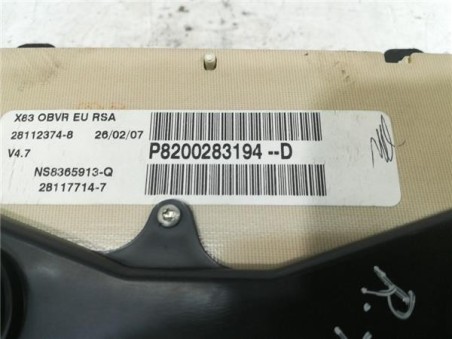 X83 OBVR EU RSA
28112374-8 26/02/07
V4.7
P8200283194 --D
NS8365913-Q
28117714-7